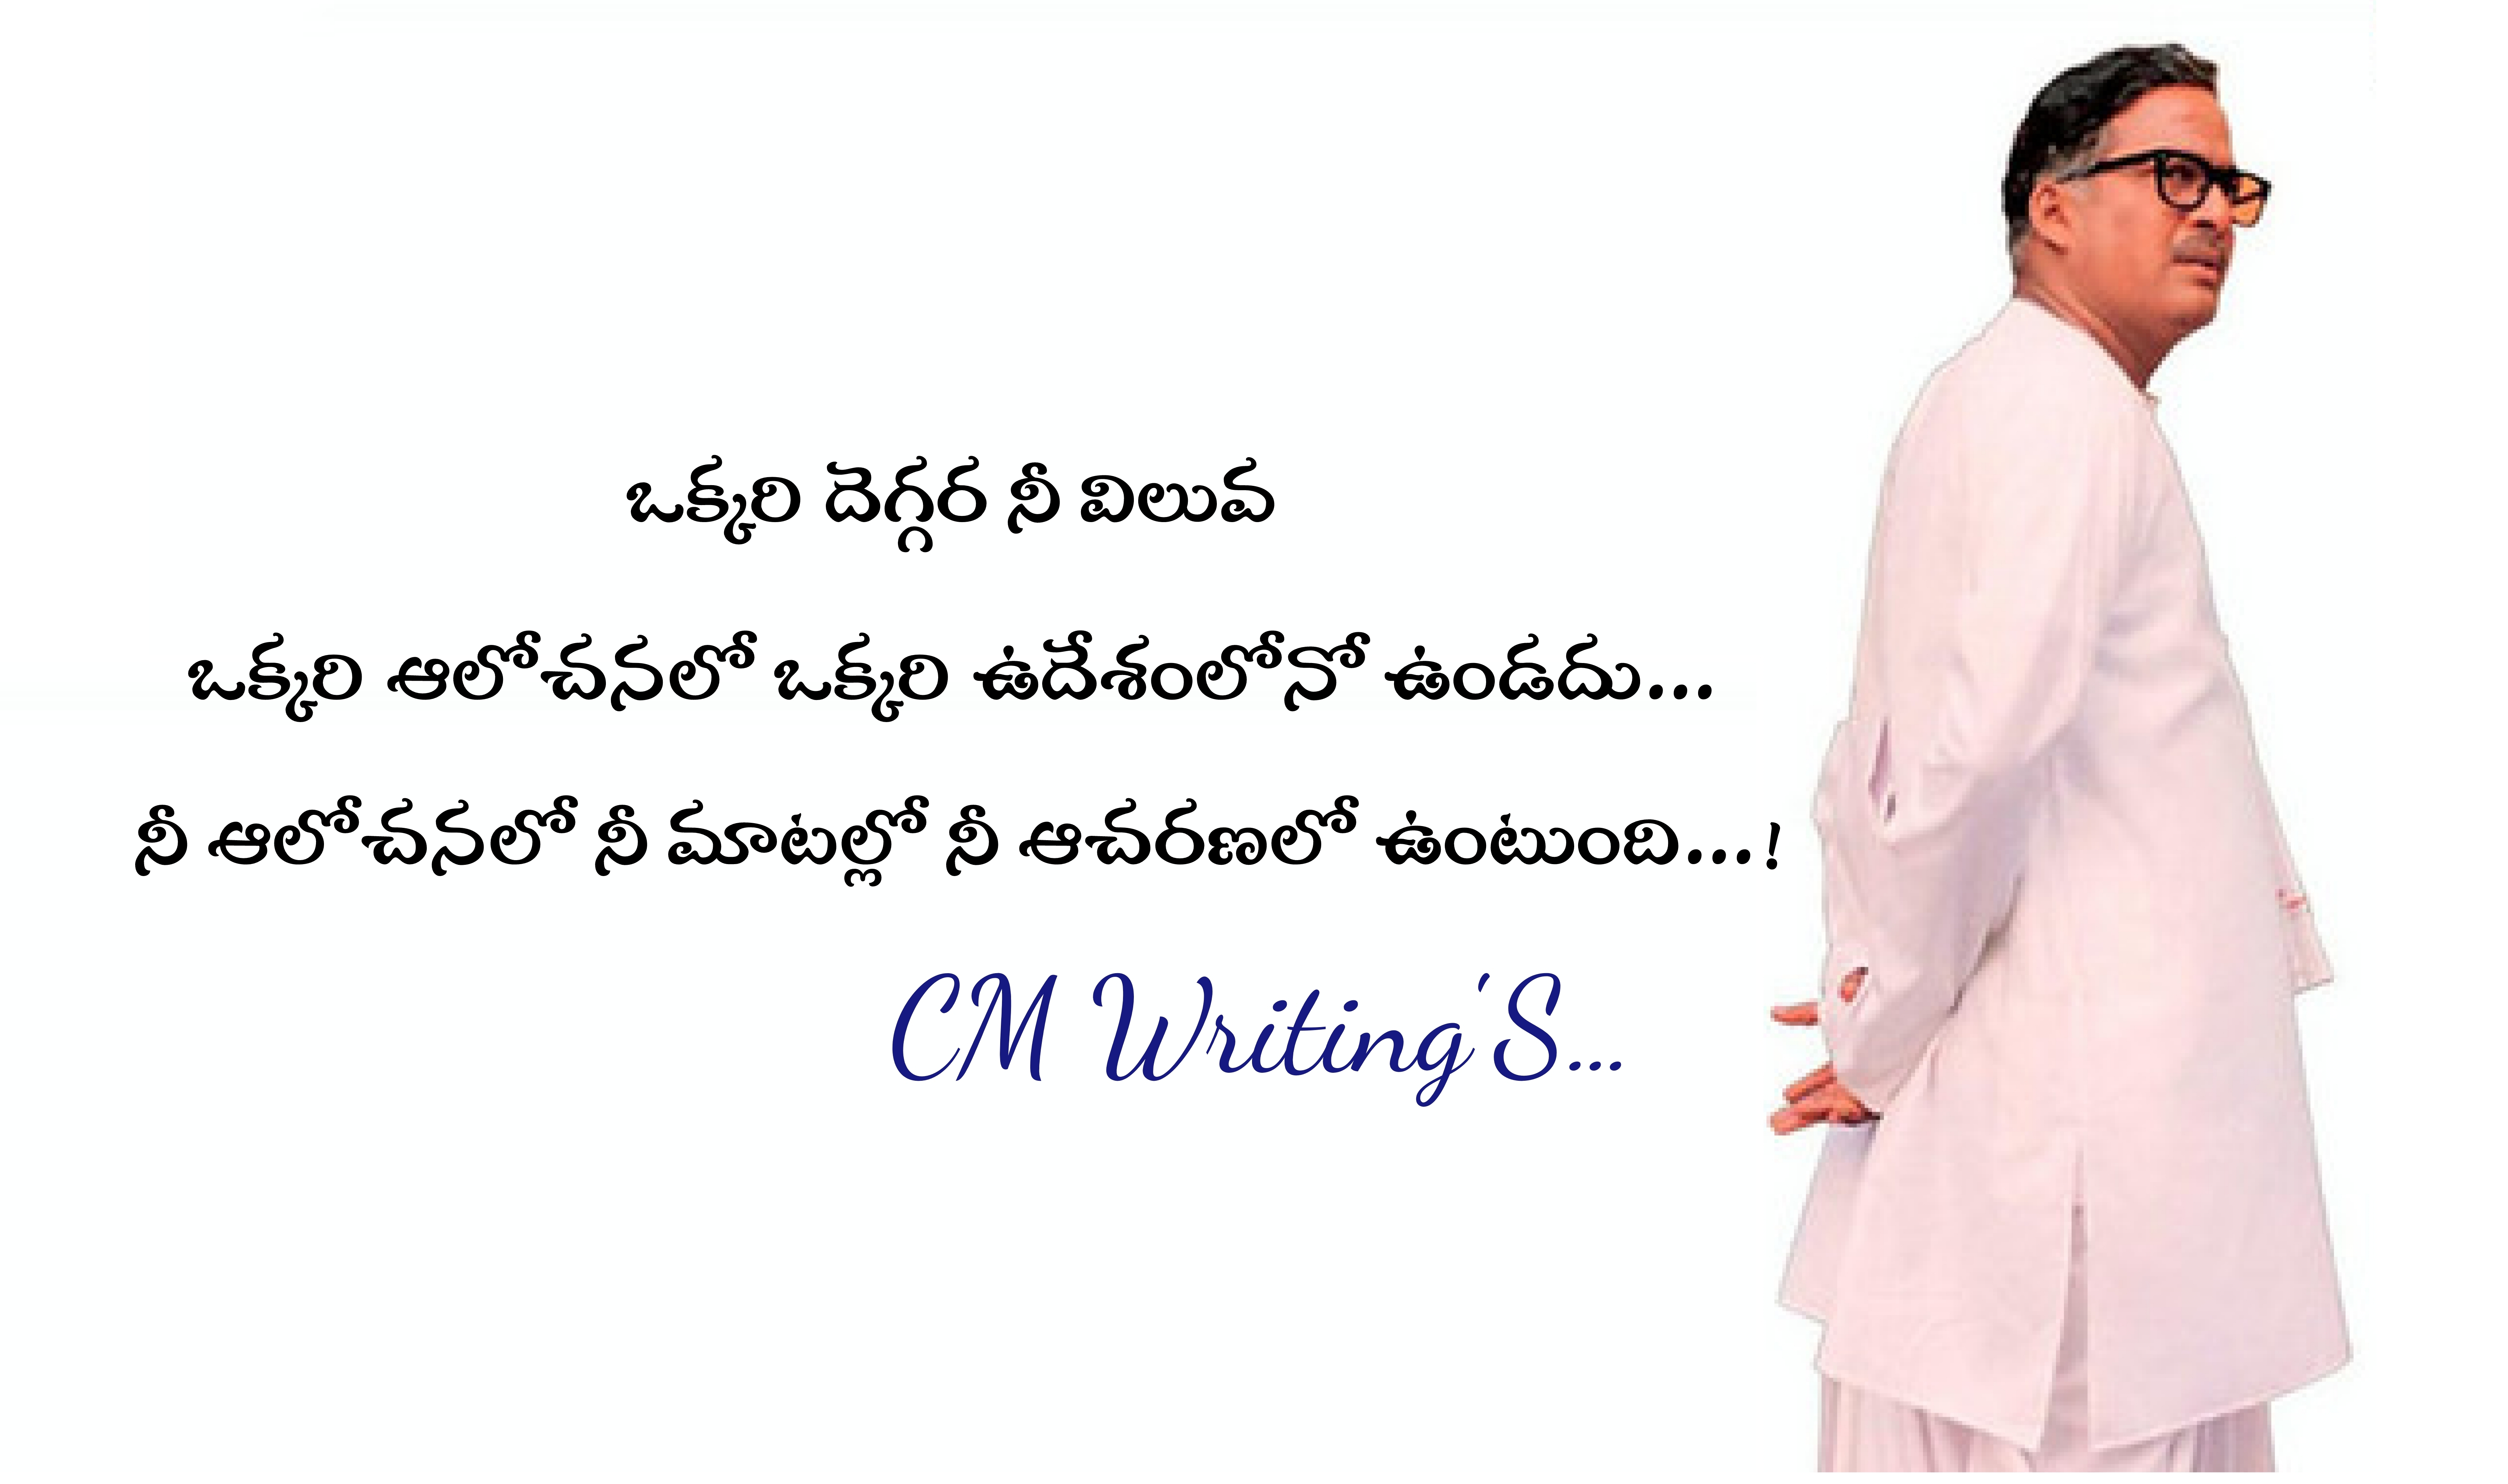 ఒక్కరి దెగ్గర నీ విలువ
ఒక్కరి ఆలోచనలో ఒక్కరి ఉదేశంలోనో ఉండదు...
నీ ఆలోచనలో నీ మాటల్లో నీ ఆచరణలో ఉంటుంది...!
CM Writing'S...